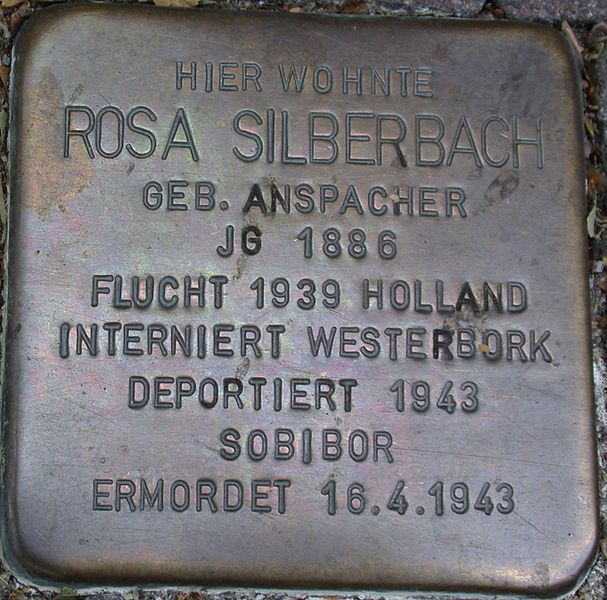 HIER WOHNTE
ROSA SILBERBACH
GEB. ANSPACHER
JG 1886
FLUCHT 1939 HOLLAND
INTERNIERT WESTERBORK
DEPORTIERT 1943
SOBIBOR
ERMORDET 16.4.1943